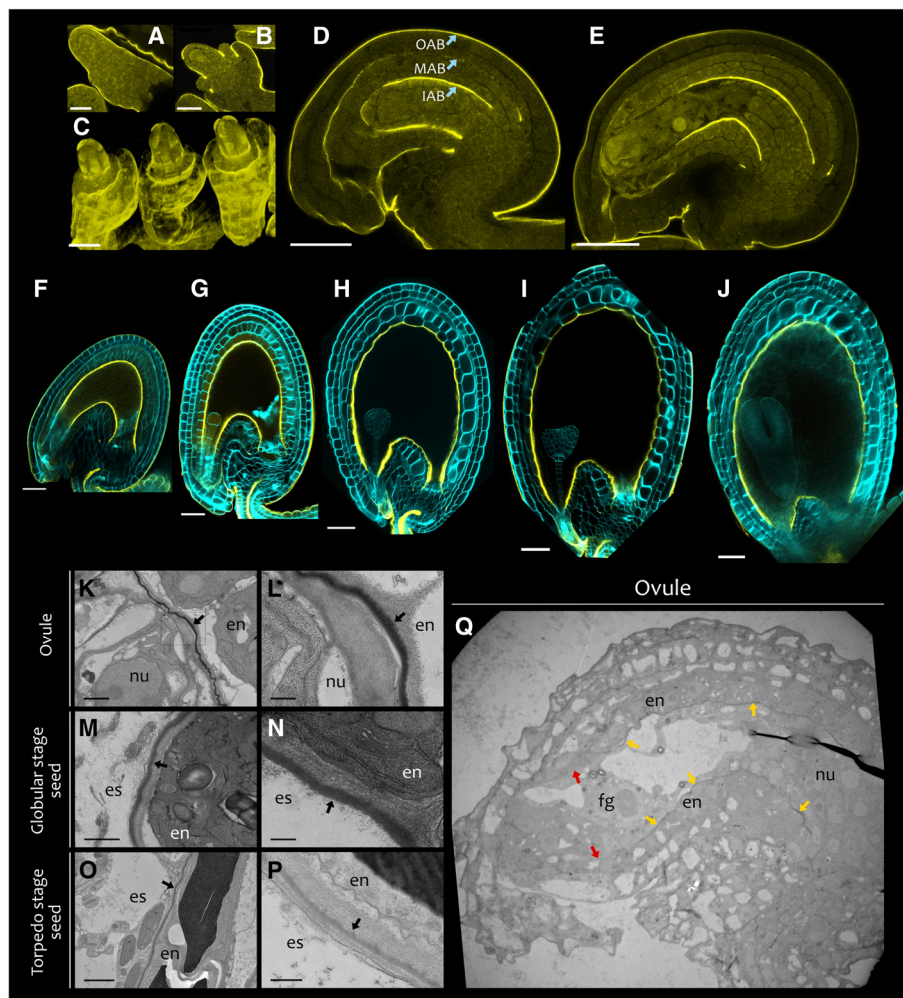 A
B
C
D
OAB
MAB
IAB
E
F
G
H
I
J
Ovule
K
en
nu
L
en
nu
Globular stage
seed
M
es
en
N
en
es
Torpedo stage
seed
O
es
en
P
en
es
Ovule
Q
en
nu
fg
en